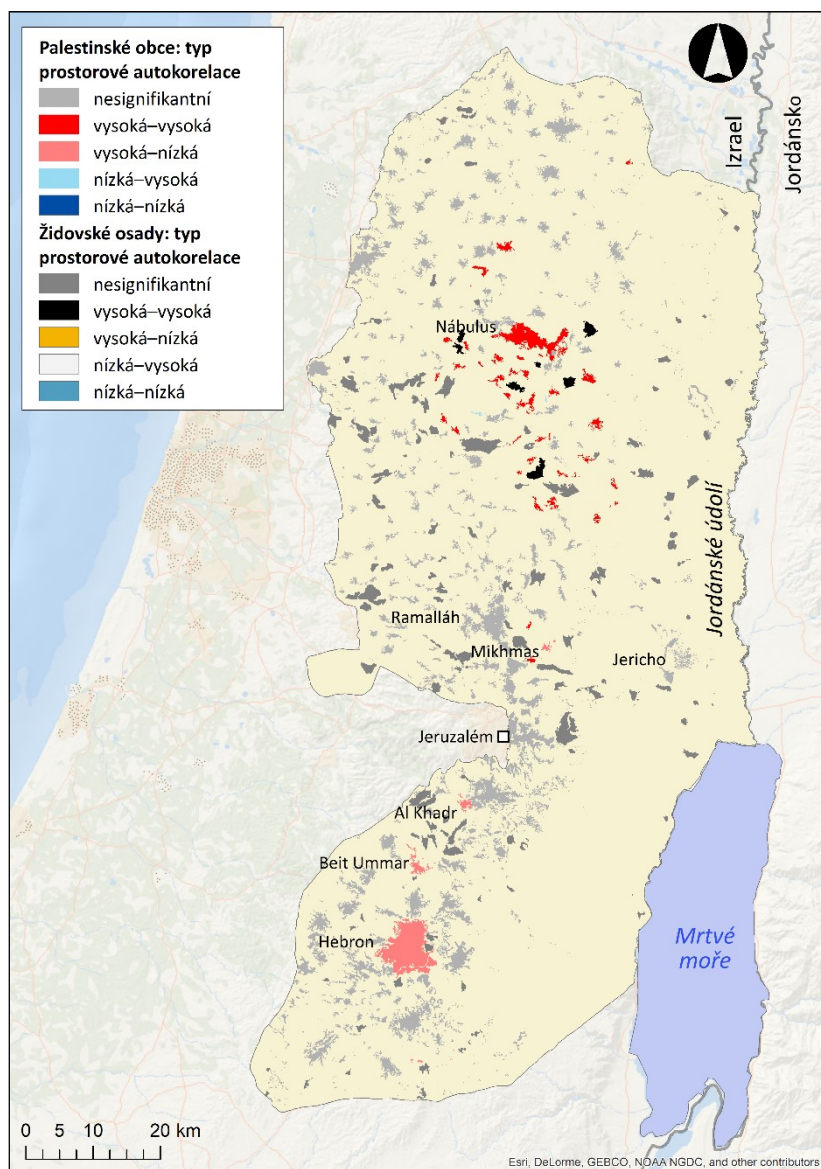 Palestinské obce: typ
prostorové autokorelace
nesignifikantní
vysoká–vysoká
vysoká–nízká
nízká–vysoká
nízká–nízká
Židovské osady: typ
prostorové autokorelace
nesignifikantní
vysoká–vysoká
vysoká–nízká
nízká–vysoká
nízká–nízká
Izrael
Jordánsko
Nábulus
Jordánské údolí
Ramalláh
Mikhmas
Jericho
Jeruzalém
Al Khadr
Beit Ummar
Hebron
Mrtvé
moře
0 5 10 20 km
Esri, DeLorme, GEBCO, NOAA NGDC, and other contributors